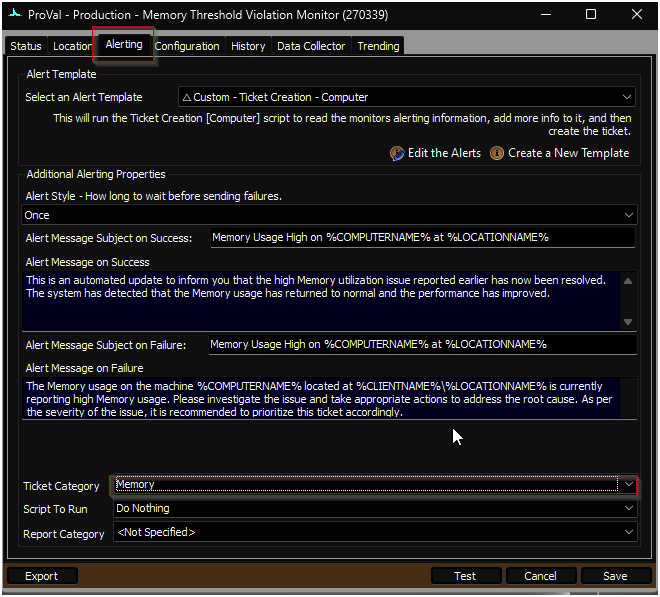 ProVal - Production - Memory Threshold Violation Monitor (270339)
Status Location Alerting Configuration History Data Collector Trending
Alert Template
Select an Alert Template △ Custom - Ticket Creation - Computer
This will run the Ticket Creation [Computer] script to read the monitors alerting information, add more info to it, and then
create the ticket.
Edit the Alerts Create a New Template
Additional Alerting Properties
Alert Style - How long to wait before sending failures.
Once
Alert Message Subject on Success: Memory Usage High on %COMPUTERNAME% at %LOCATIONNAME%
Alert Message on Success
This is an automated update to inform you that the high Memory utilization issue reported earlier has now been resolved.
The system has detected that the Memory usage has returned to normal and the performance has improved.
Alert Message Subject on Failure: Memory Usage High on %COMPUTERNAME% at %LOCATIONNAME%
Alert Message on Failure
The Memory usage on the machine %COMPUTERNAME% located at %CLIENTNAME%\%LOCATIONNAME% is currently
reporting high Memory usage. Please investigate the issue and take appropriate actions to address the root cause. As per
the severity of the issue, it is recommended to prioritize this ticket accordingly.
Ticket Category Memory
Script To Run Do Nothing
Report Category <Not Specified>
Export Test Cancel Save